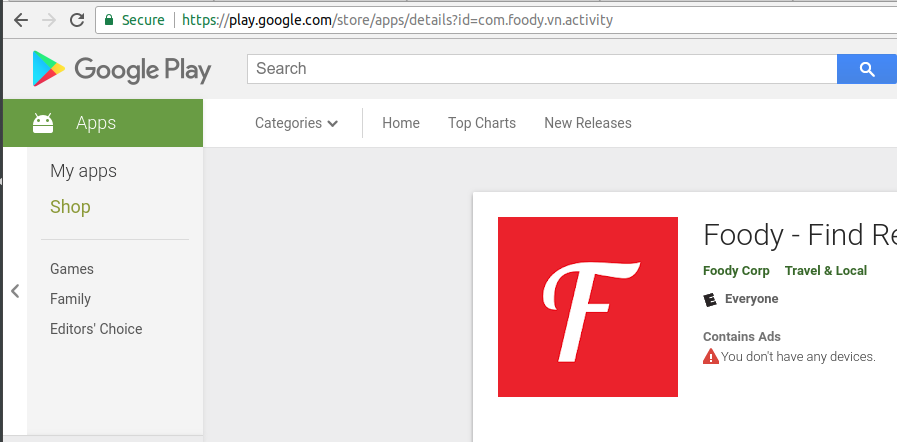 Secure https://play.google.com/store/apps/details?id=com.foody.vn.activity
Google Play
Search
Apps
Categories Home Top Charts New Releases
My apps
Shop
Games
Family
Editors' Choice
F
Foody - Find Re
Foody Corp Travel & Local
E Everyone
Contains Ads
You don't have any devices.